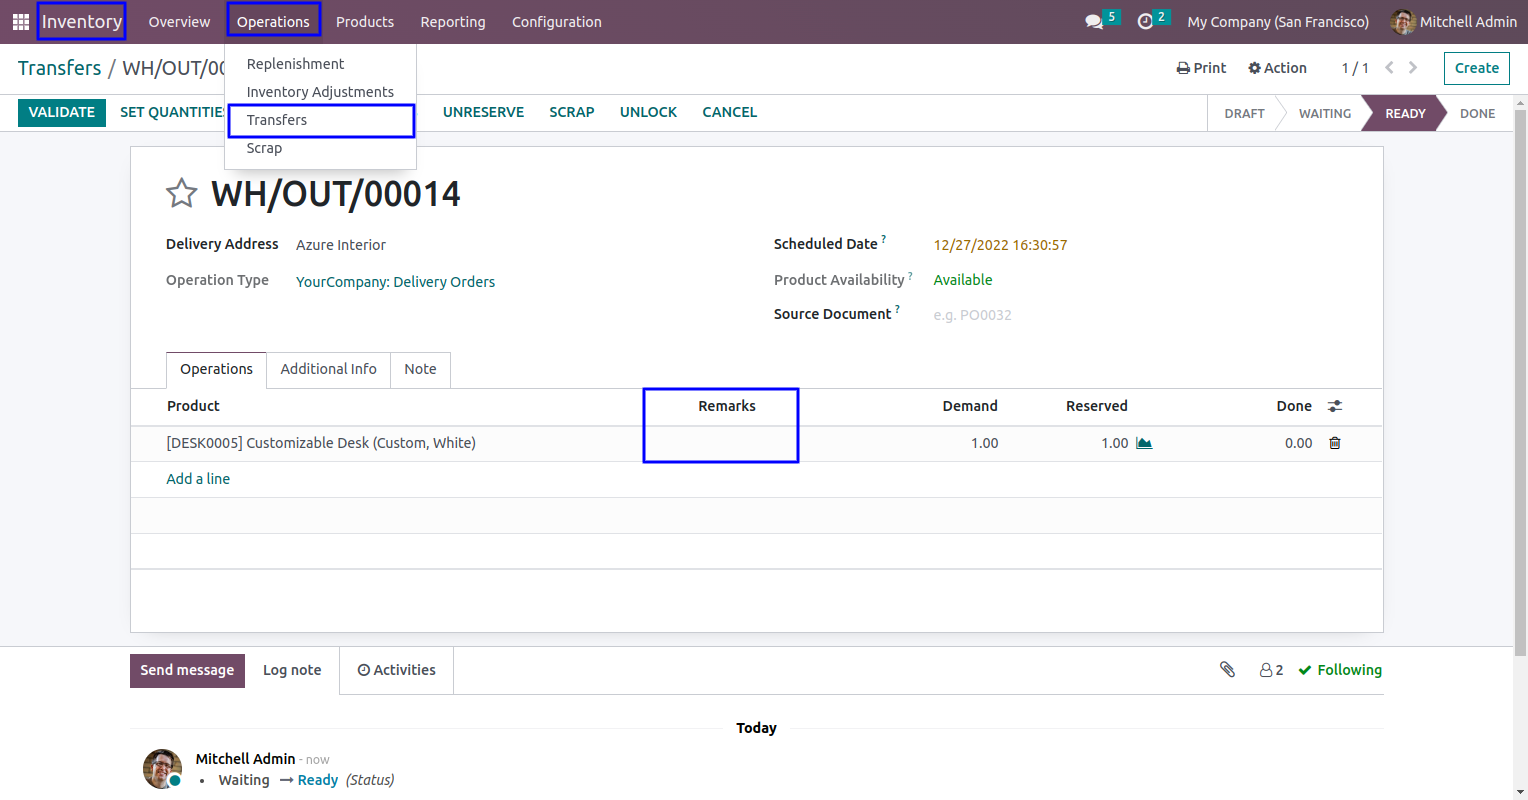 Inventory Overview Operations Products Reporting Configuration 5 2 My Company (San Francisco) Mitchell Admin
Transfers / WH/OUT/00 Print Action 1 / 1 Create
Replenishment
Inventory Adjustments
Transfers
Scrap
VALIDATE SET QUANTITIES UNRESERVE SCRAP UNLOCK CANCEL DRAFT WAITING READY DONE
WH/OUT/00014
Delivery Address Azure Interior Scheduled Date ? 12/27/2022 16:30:57
Operation Type YourCompany: Delivery Orders Product Availability ? Available
Source Document ? e.g. PO0032
Operations Additional Info Note
Product Remarks Demand Reserved Done
[DESK0005] Customizable Desk (Custom, White) 1.00 1.00 0.00
Add a line
Send message Log note Activities 2 Following
Today
Mitchell Admin - now
• Waiting → Ready (Status)